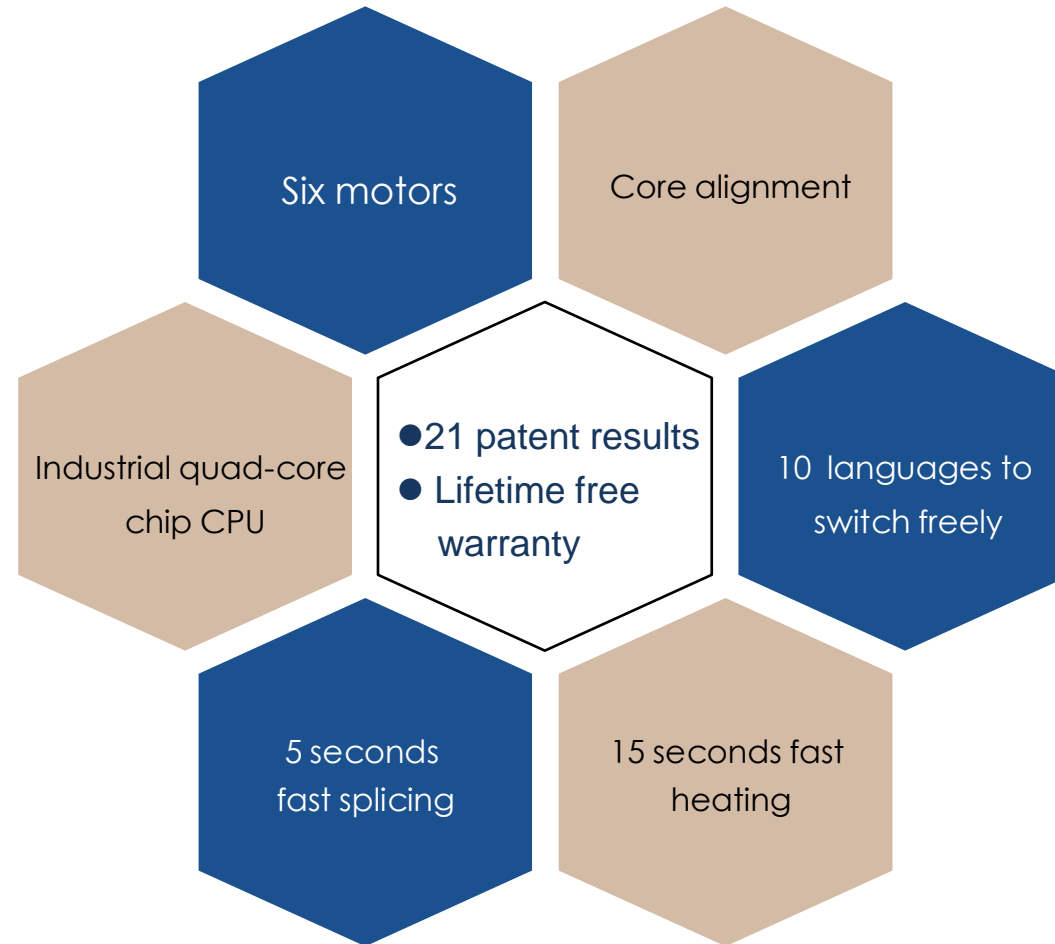 Six motors
Core alignment
Industrial quad-core
chip CPU
●21 patent results
● Lifetime free
warranty
10 languages to
switch freely
5 seconds
fast splicing
15 seconds fast
heating